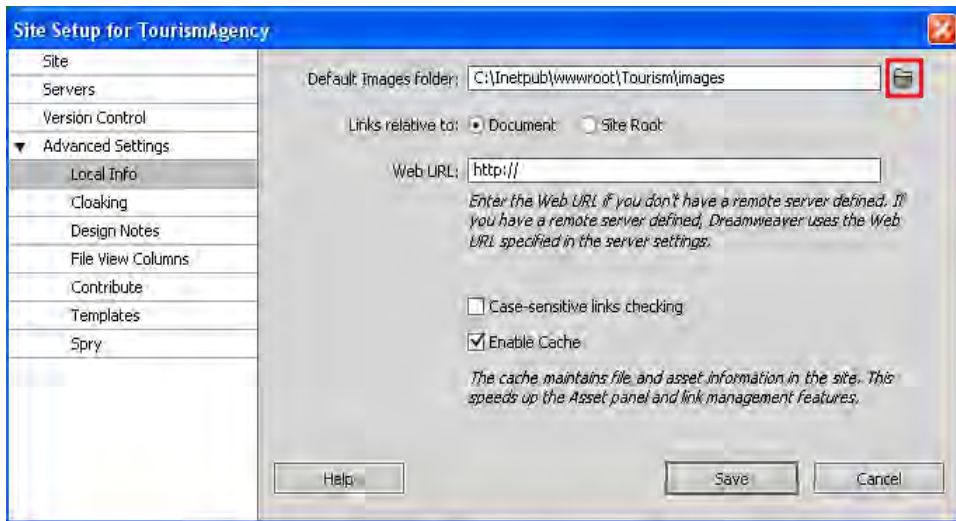 Site Setup for TourismAgency
Site
Servers
Version Control
Advanced Settings
Local Info
Cloaking
Design Notes
File View Columns
Contribute
Templates
Spry
Default Images folder: C:\Inetpub\wwwroot\Tourism\images
Links relative to: Document Site Root
Web URL: http://
Enter the Web URL if you don't have a remote server defined. If
you have a remote server defined, Dreamweaver uses the Web
URL specified in the server settings.
Case-sensitive links checking
Enable Cache
The cache maintains file and asset information in the site. This
speeds up the Asset panel and link management features.
Help Save Cancel